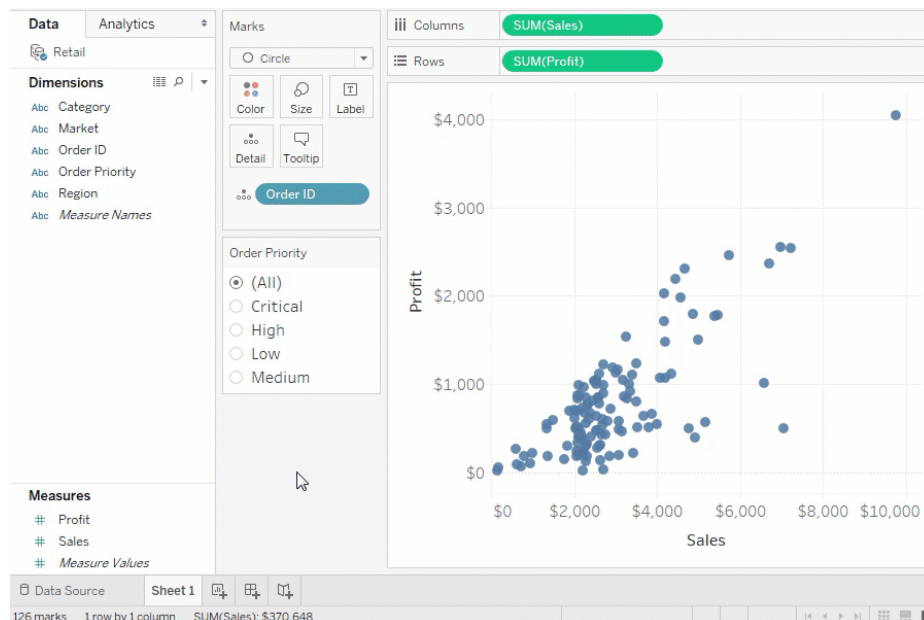 Data Analytics
Retail
Dimensions
Abc Category
Abc Market
Abc Order ID
Abc Order Priority
Abc Region
Abc Measure Names
Measures
# Profit
# Sales
# Measure Values
Marks
Circle
Color Size Label
T
Detail Tooltip
Order ID
Order Priority
(All)
Critical
High
Low
Medium
iii Columns SUM(Sales)
Rows SUM(Profit)
$4,000
$3,000
$2,000
$1,000
$0
Profit
$0 $2,000 $4,000 $6,000 $8,000 $10,000
Sales
Data Source Sheet 1
126 marks 1 row by 1 column SUM(Sales): $370,648